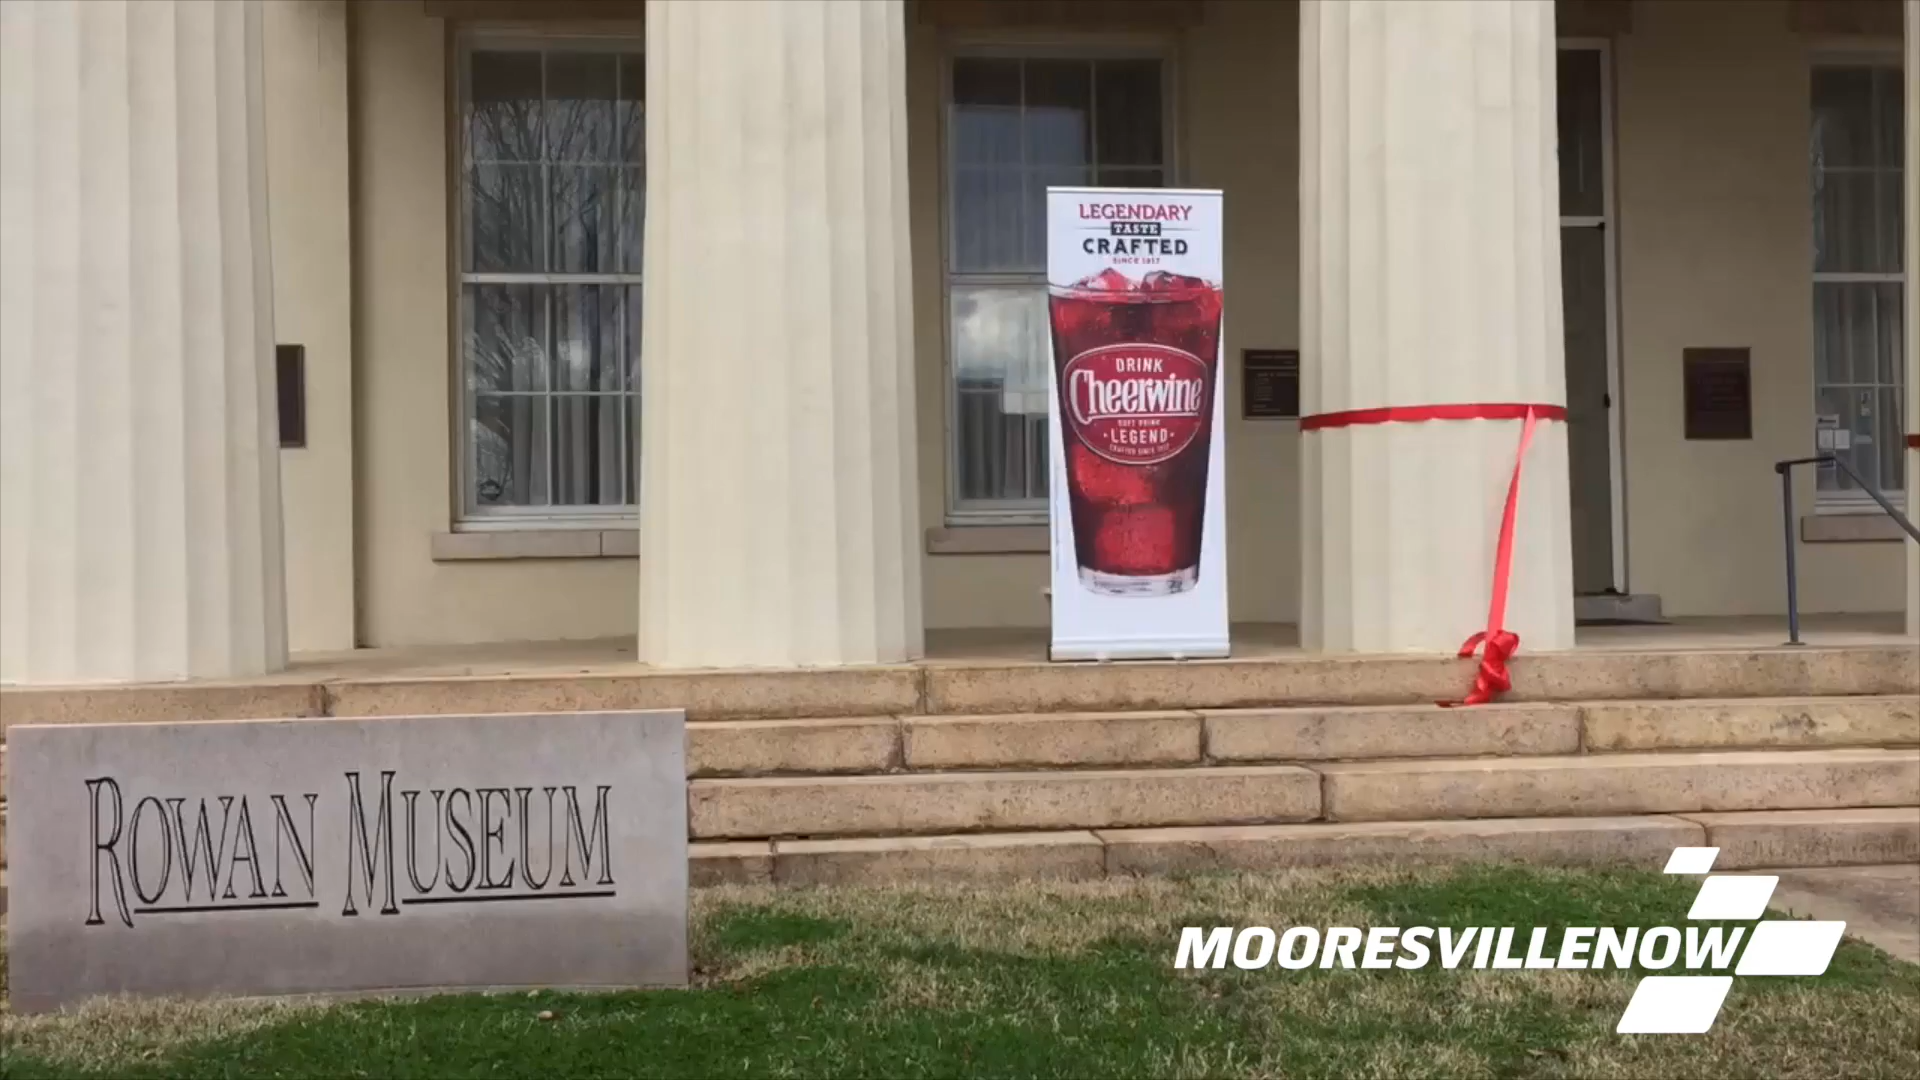 LEGENDARY
TASTE
CRAFTED
SINCE 1917
DRINK
Cheerwine
SOFT DRINK
• LEGEND •
CRAFTED SINCE 1917
ROWAN MUSEUM
MOORESVILLENOW